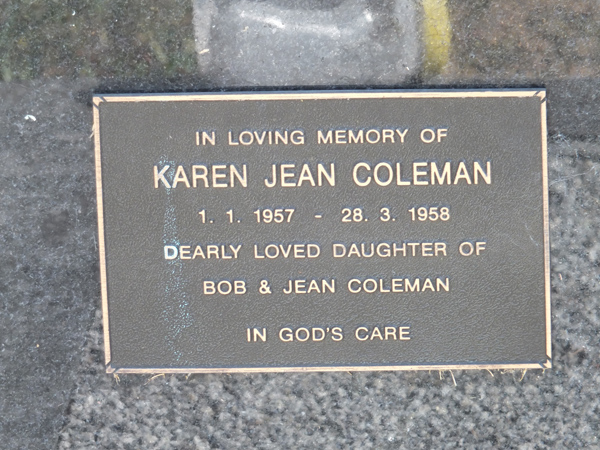 IN LOVING MEMORY OF
KAREN JEAN COLEMAN
1. 1. 1957 - 28. 3. 1958
DEARLY LOVED DAUGHTER OF
BOB & JEAN COLEMAN
IN GOD'S CARE